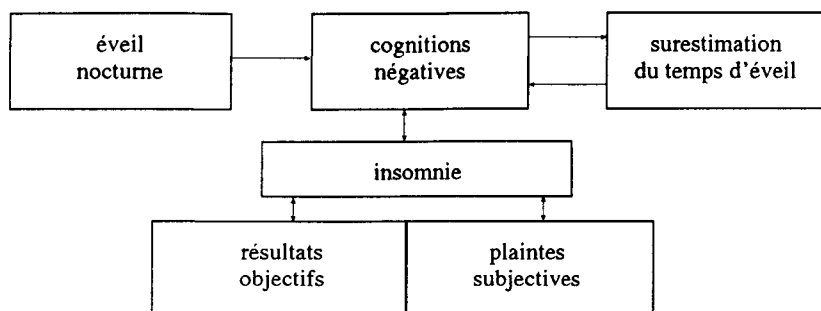 éveil
nocturne
cognitions
négatives
surestimation
du temps d'éveil
insomnie
résultats
objectifs
plaintes
subjectives